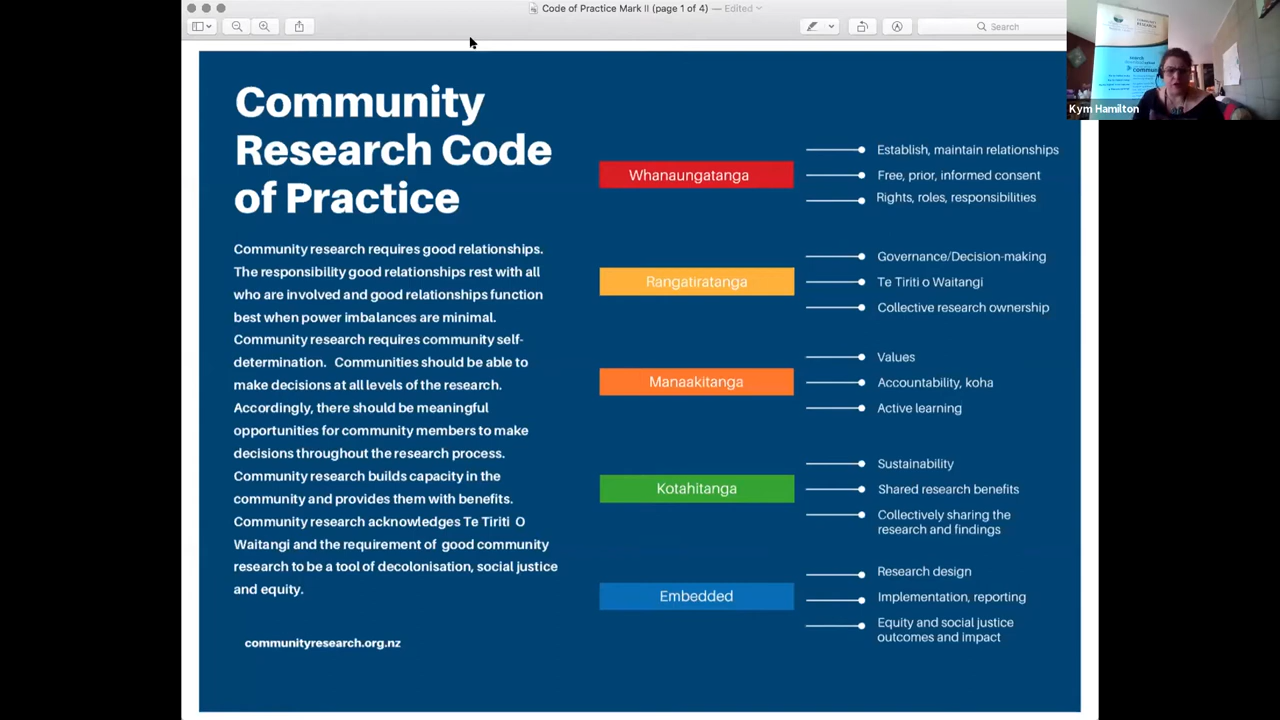 Code of Practice Mark II (page 1 of 4) — Edited
Search
Kym Hamilton
Community
Research Code
of Practice
Community research requires good relationships.
The responsibility good relationships rest with all
who are involved and good relationships function
best when power imbalances are minimal.
Community research requires community self-
determination. Communities should be able to
make decisions at all levels of the research.
Accordingly, there should be meaningful
opportunities for community members to make
decisions throughout the research process.
Community research builds capacity in the
community and provides them with benefits.
Community research acknowledges Te Tiriti O
Waitangi and the requirement of good community
research to be a tool of decolonisation, social justice
and equity.
communityresearch.org.nz
Whanaungatanga
Establish, maintain relationships
Free, prior, informed consent
Rights, roles, responsibilities
Rangatiratanga
Governance/Decision-making
Te Tiriti o Waitangi
Collective research ownership
Manaakitanga
Values
Accountability, koha
Active learning
Kotahitanga
Sustainability
Shared research benefits
Collectively sharing the
research and findings
Embedded
Research design
Implementation, reporting
Equity and social justice
outcomes and impact